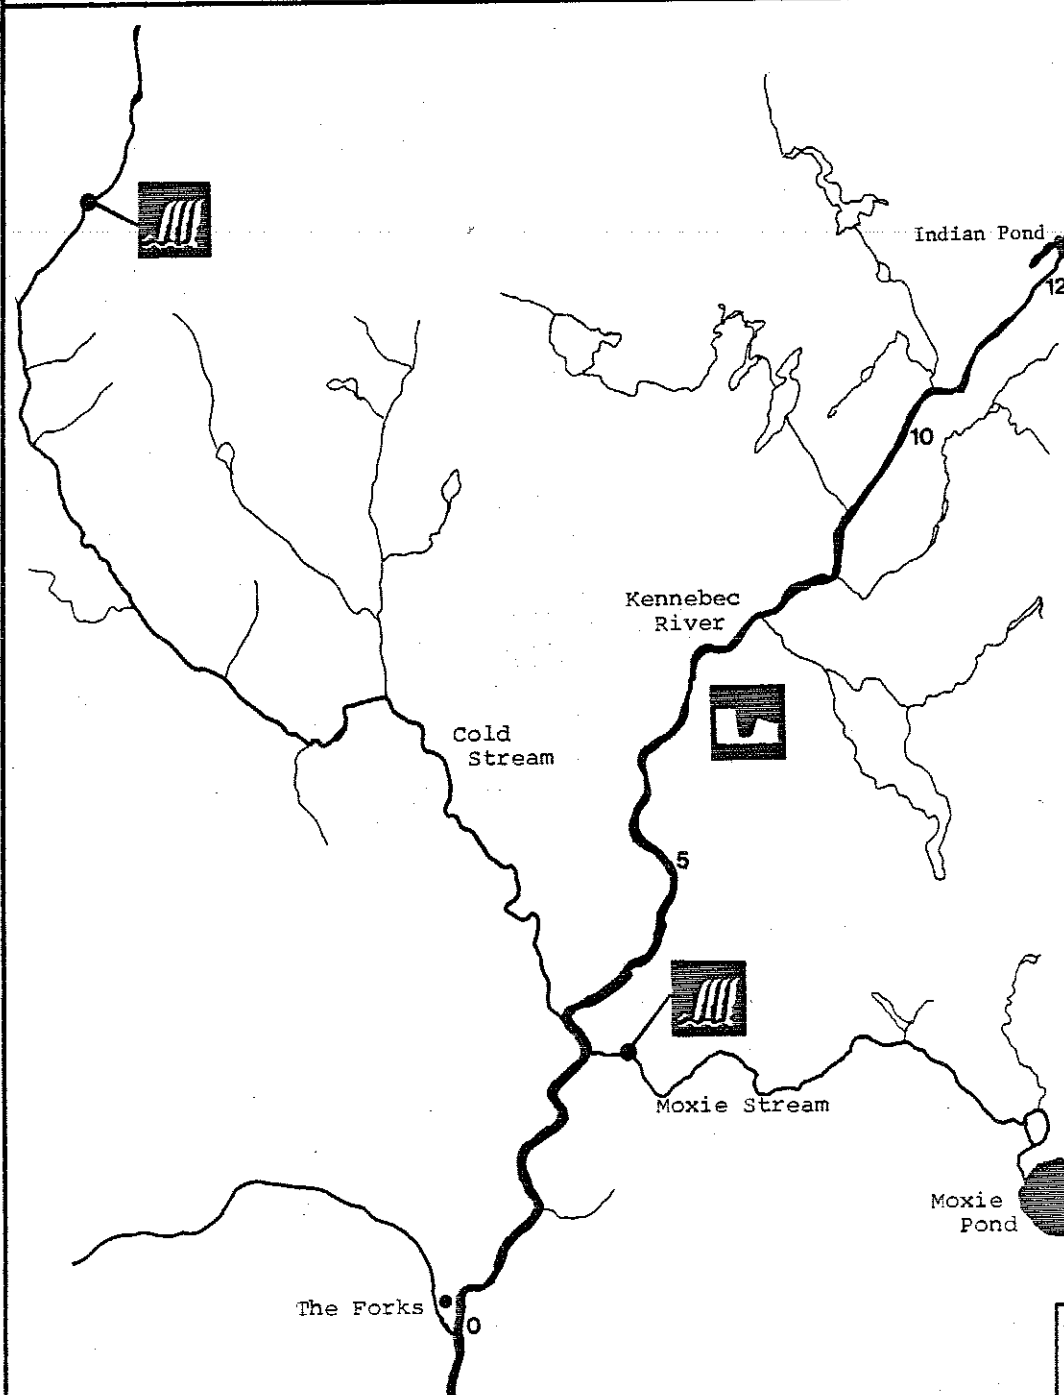 Indian Pond
12
10
Kennebec
River
Cold
Stream
5
Moxie Stream
Moxie
Pond
The Forks
0